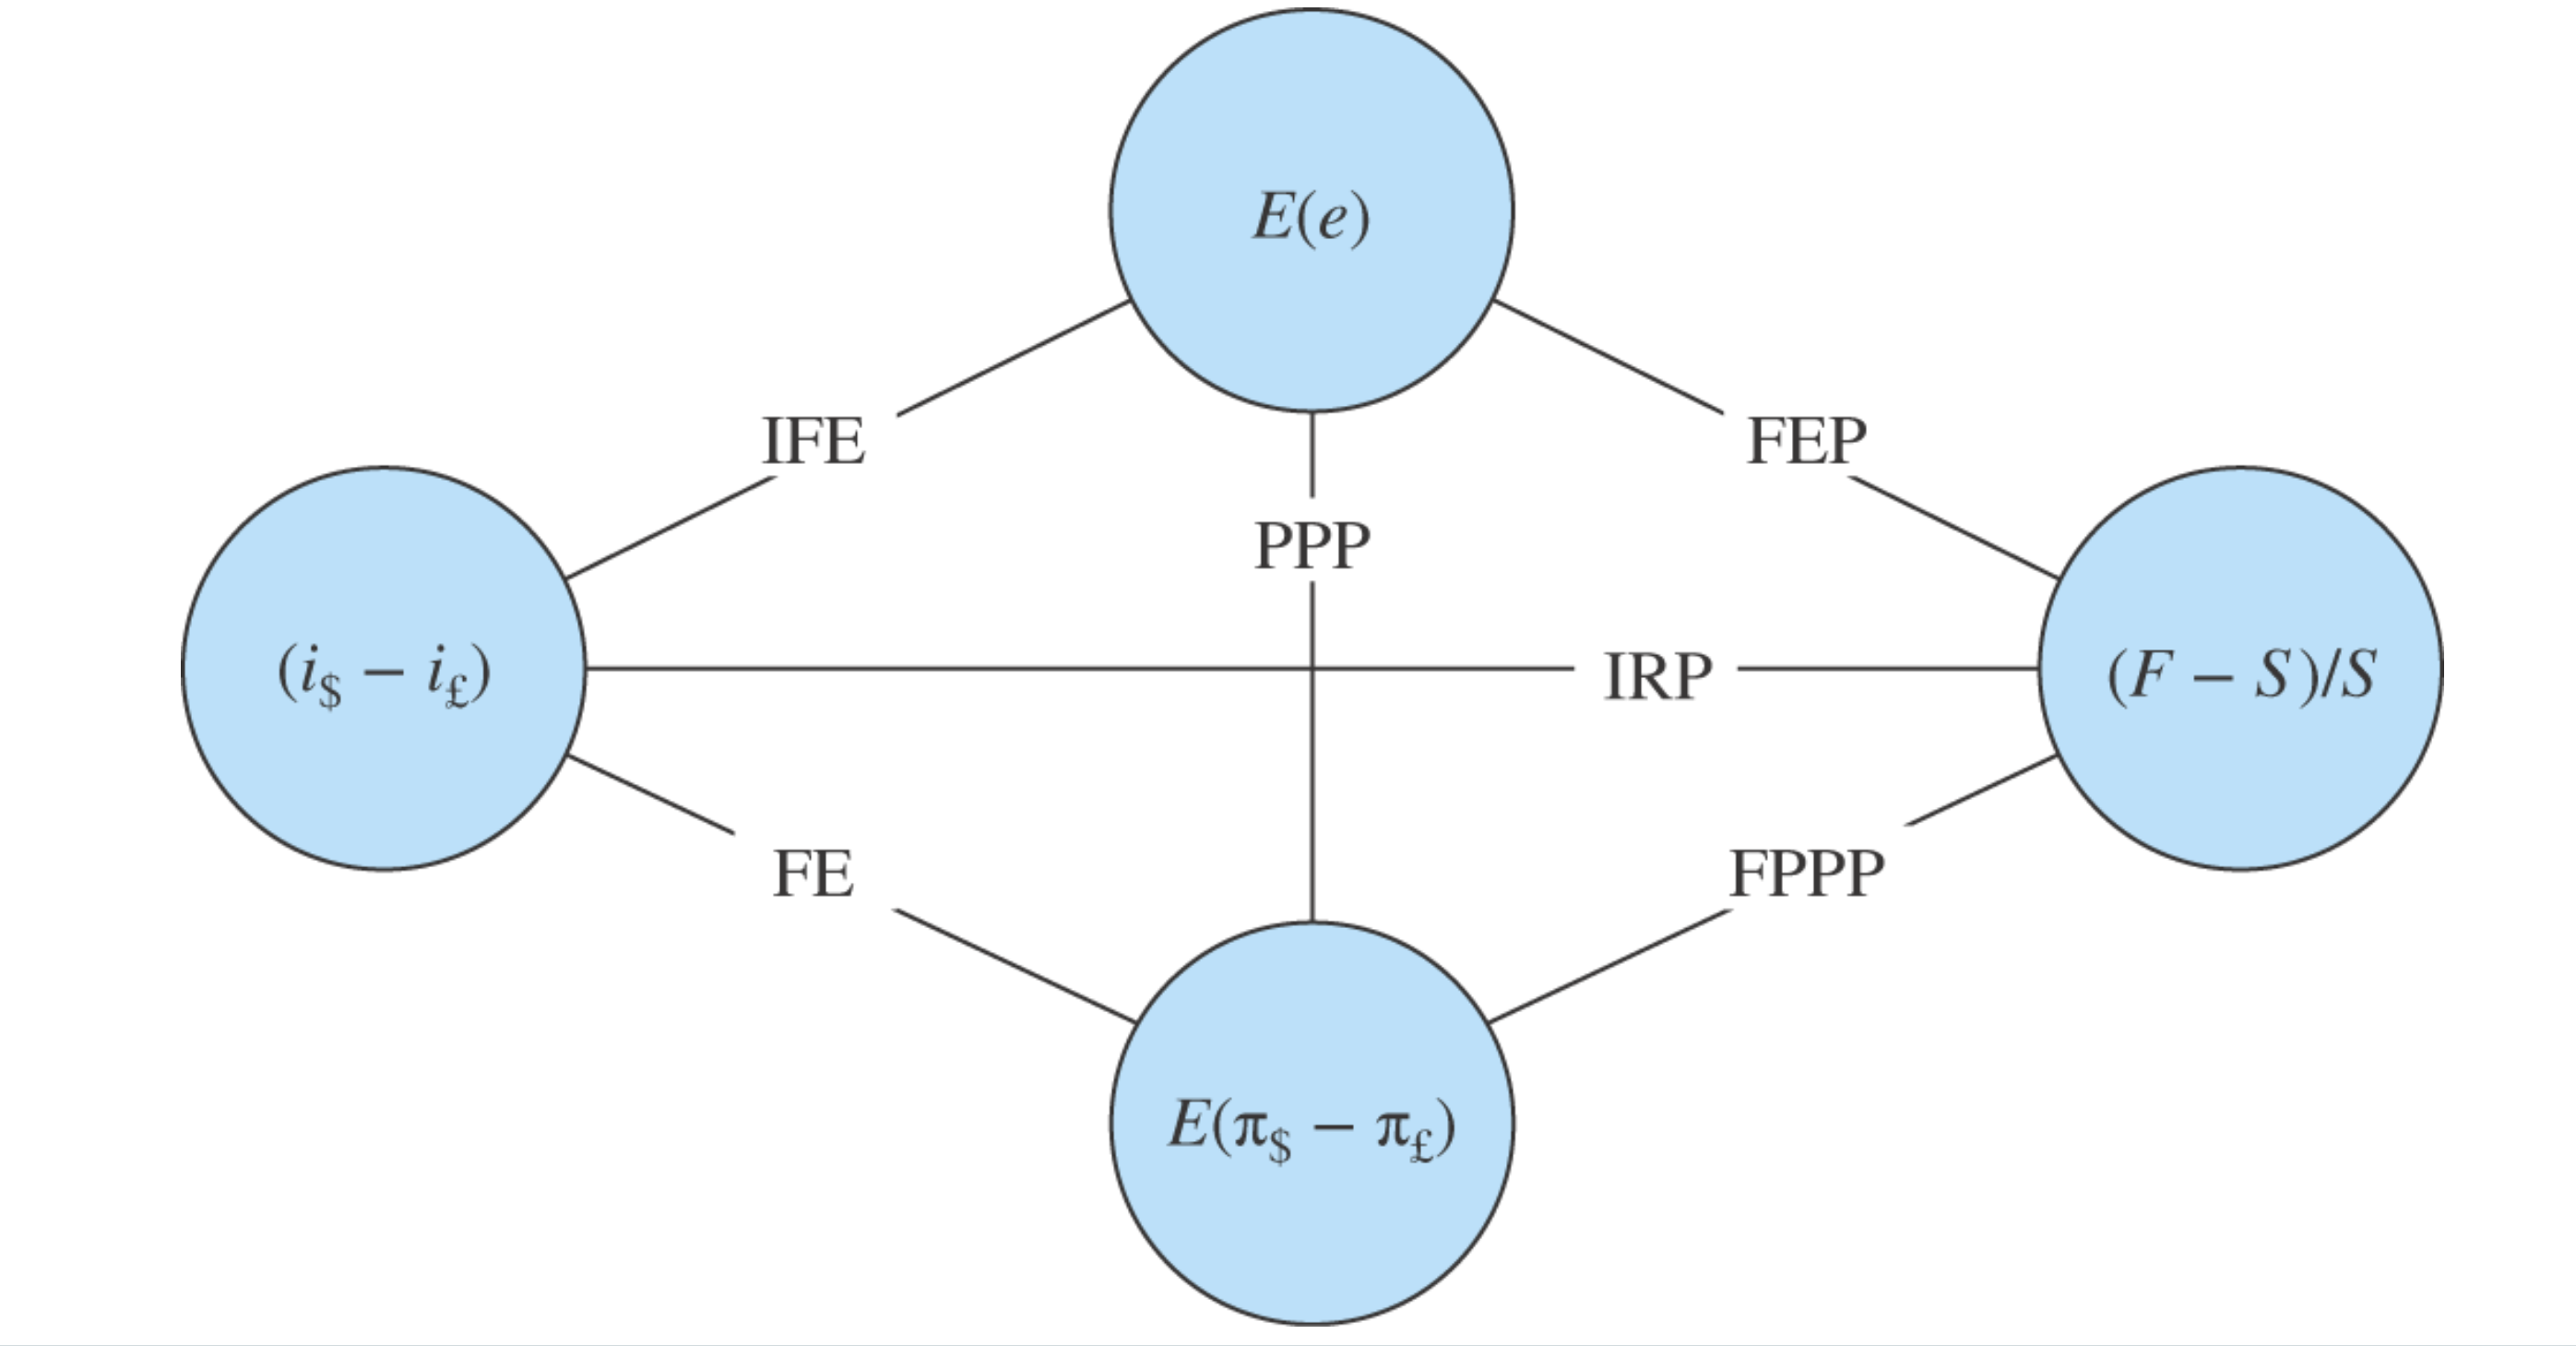 E(e)
IFE
FEP
PPP
(i$ − i£)
IRP
(F − S)/S
FE
FPPP
E(π$ − π£)